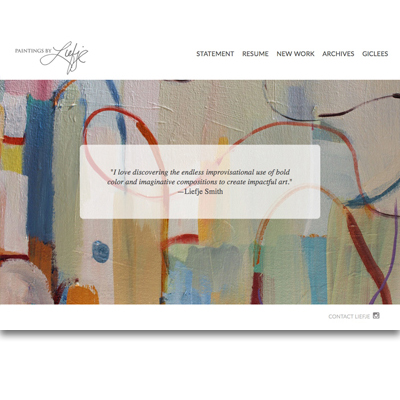 PAINTINGS BY Liefje
STATEMENT RESUME NEW WORK ARCHIVES GICLEES
"I love discovering the endless improvisational use of bold
color and imaginative compositions to create impactful art."
—Liefje Smith
CONTACT LIEFJE